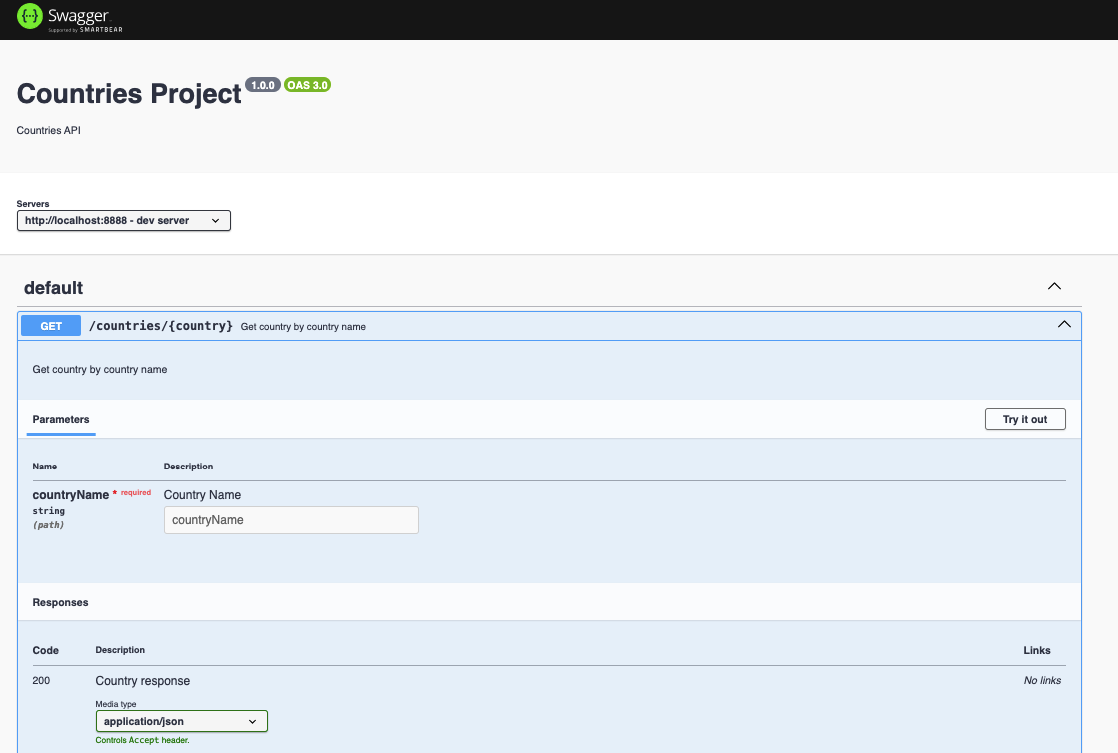 {···} Swagger
Supported by SMARTBEAR
Countries Project 1.0.0 OAS 3.0
Countries API
Servers
http://localhost:8888 - dev server
default
GET /countries/{country} Get country by country name
Get country by country name
Parameters
Try it out
Name Description
countryName * required Country Name
string
(path)
countryName
Responses
Code Description Links
200 Country response No links
Media type
application/json
Controls Accept header.